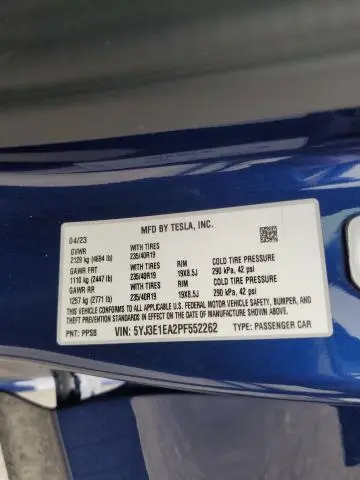 MFD BY TESLA, INC.
04/23
GVWR WITH TIRES
2129 kg (4694 lb) 235/40R19
GAWR FRT WITH TIRES RIM COLD TIRE PRESSURE
1110 kg (2447 lb) 235/40R19 19X8.5J 290 kPa, 42 psi
GAWR RR WITH TIRES RIM COLD TIRE PRESSURE
1257 kg (2771 lb) 235/40R19 19X8.5J 290 kPa, 42 psi
THIS VEHICLE CONFORMS TO ALL APPLICABLE U.S. FEDERAL MOTOR VEHICLE SAFETY, BUMPER, AND
THEFT PREVENTION STANDARDS IN EFFECT ON THE DATE OF MANUFACTURE SHOWN ABOVE.
PNT: PPSB VIN: 5YJ3E1EA2PF552262 TYPE: PASSENGER CAR